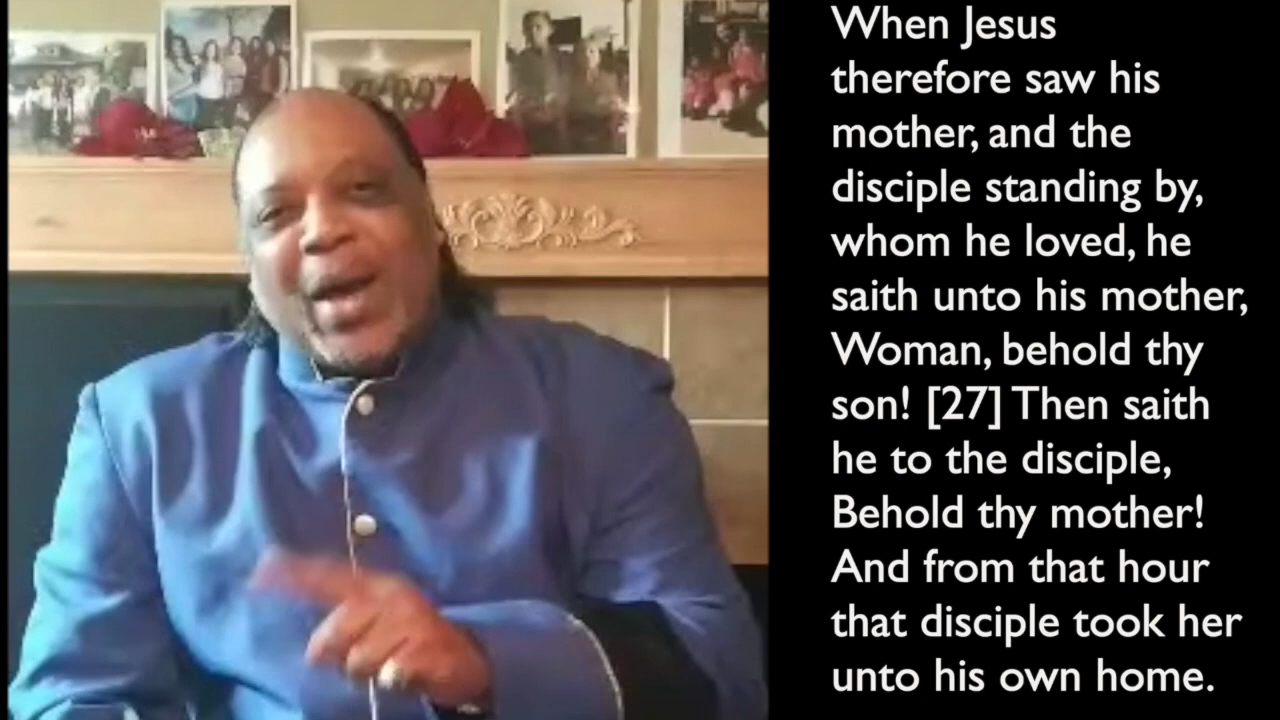 When Jesus
therefore saw his
mother, and the
disciple standing by,
whom he loved, he
saith unto his mother,
Woman, behold thy
son! [27] Then saith
he to the disciple,
Behold thy mother!
And from that hour
that disciple took her
unto his own home.